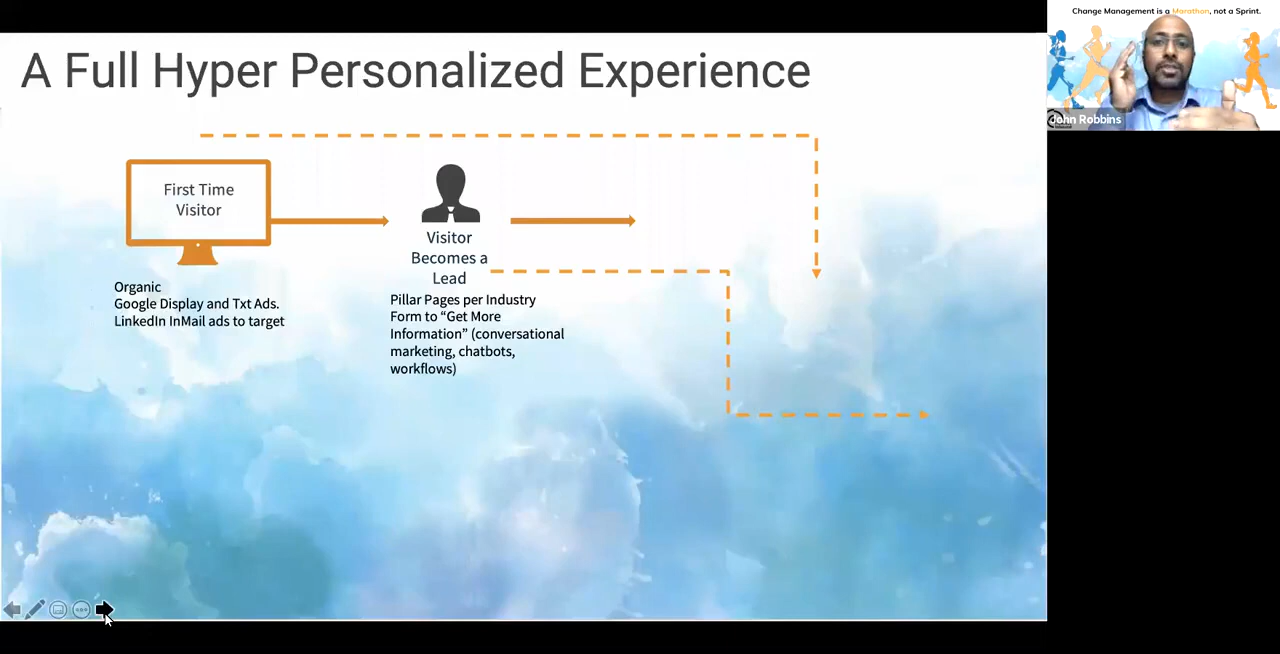 A Full Hyper Personalized Experience
First Time
Visitor
Organic
Google Display and Txt Ads.
LinkedIn InMail ads to target
Visitor
Becomes a
Lead
Pillar Pages per Industry
Form to “Get More
Information” (conversational
marketing, chatbots,
workflows)
Change Management is a Marathon, not a Sprint.
John Robbins